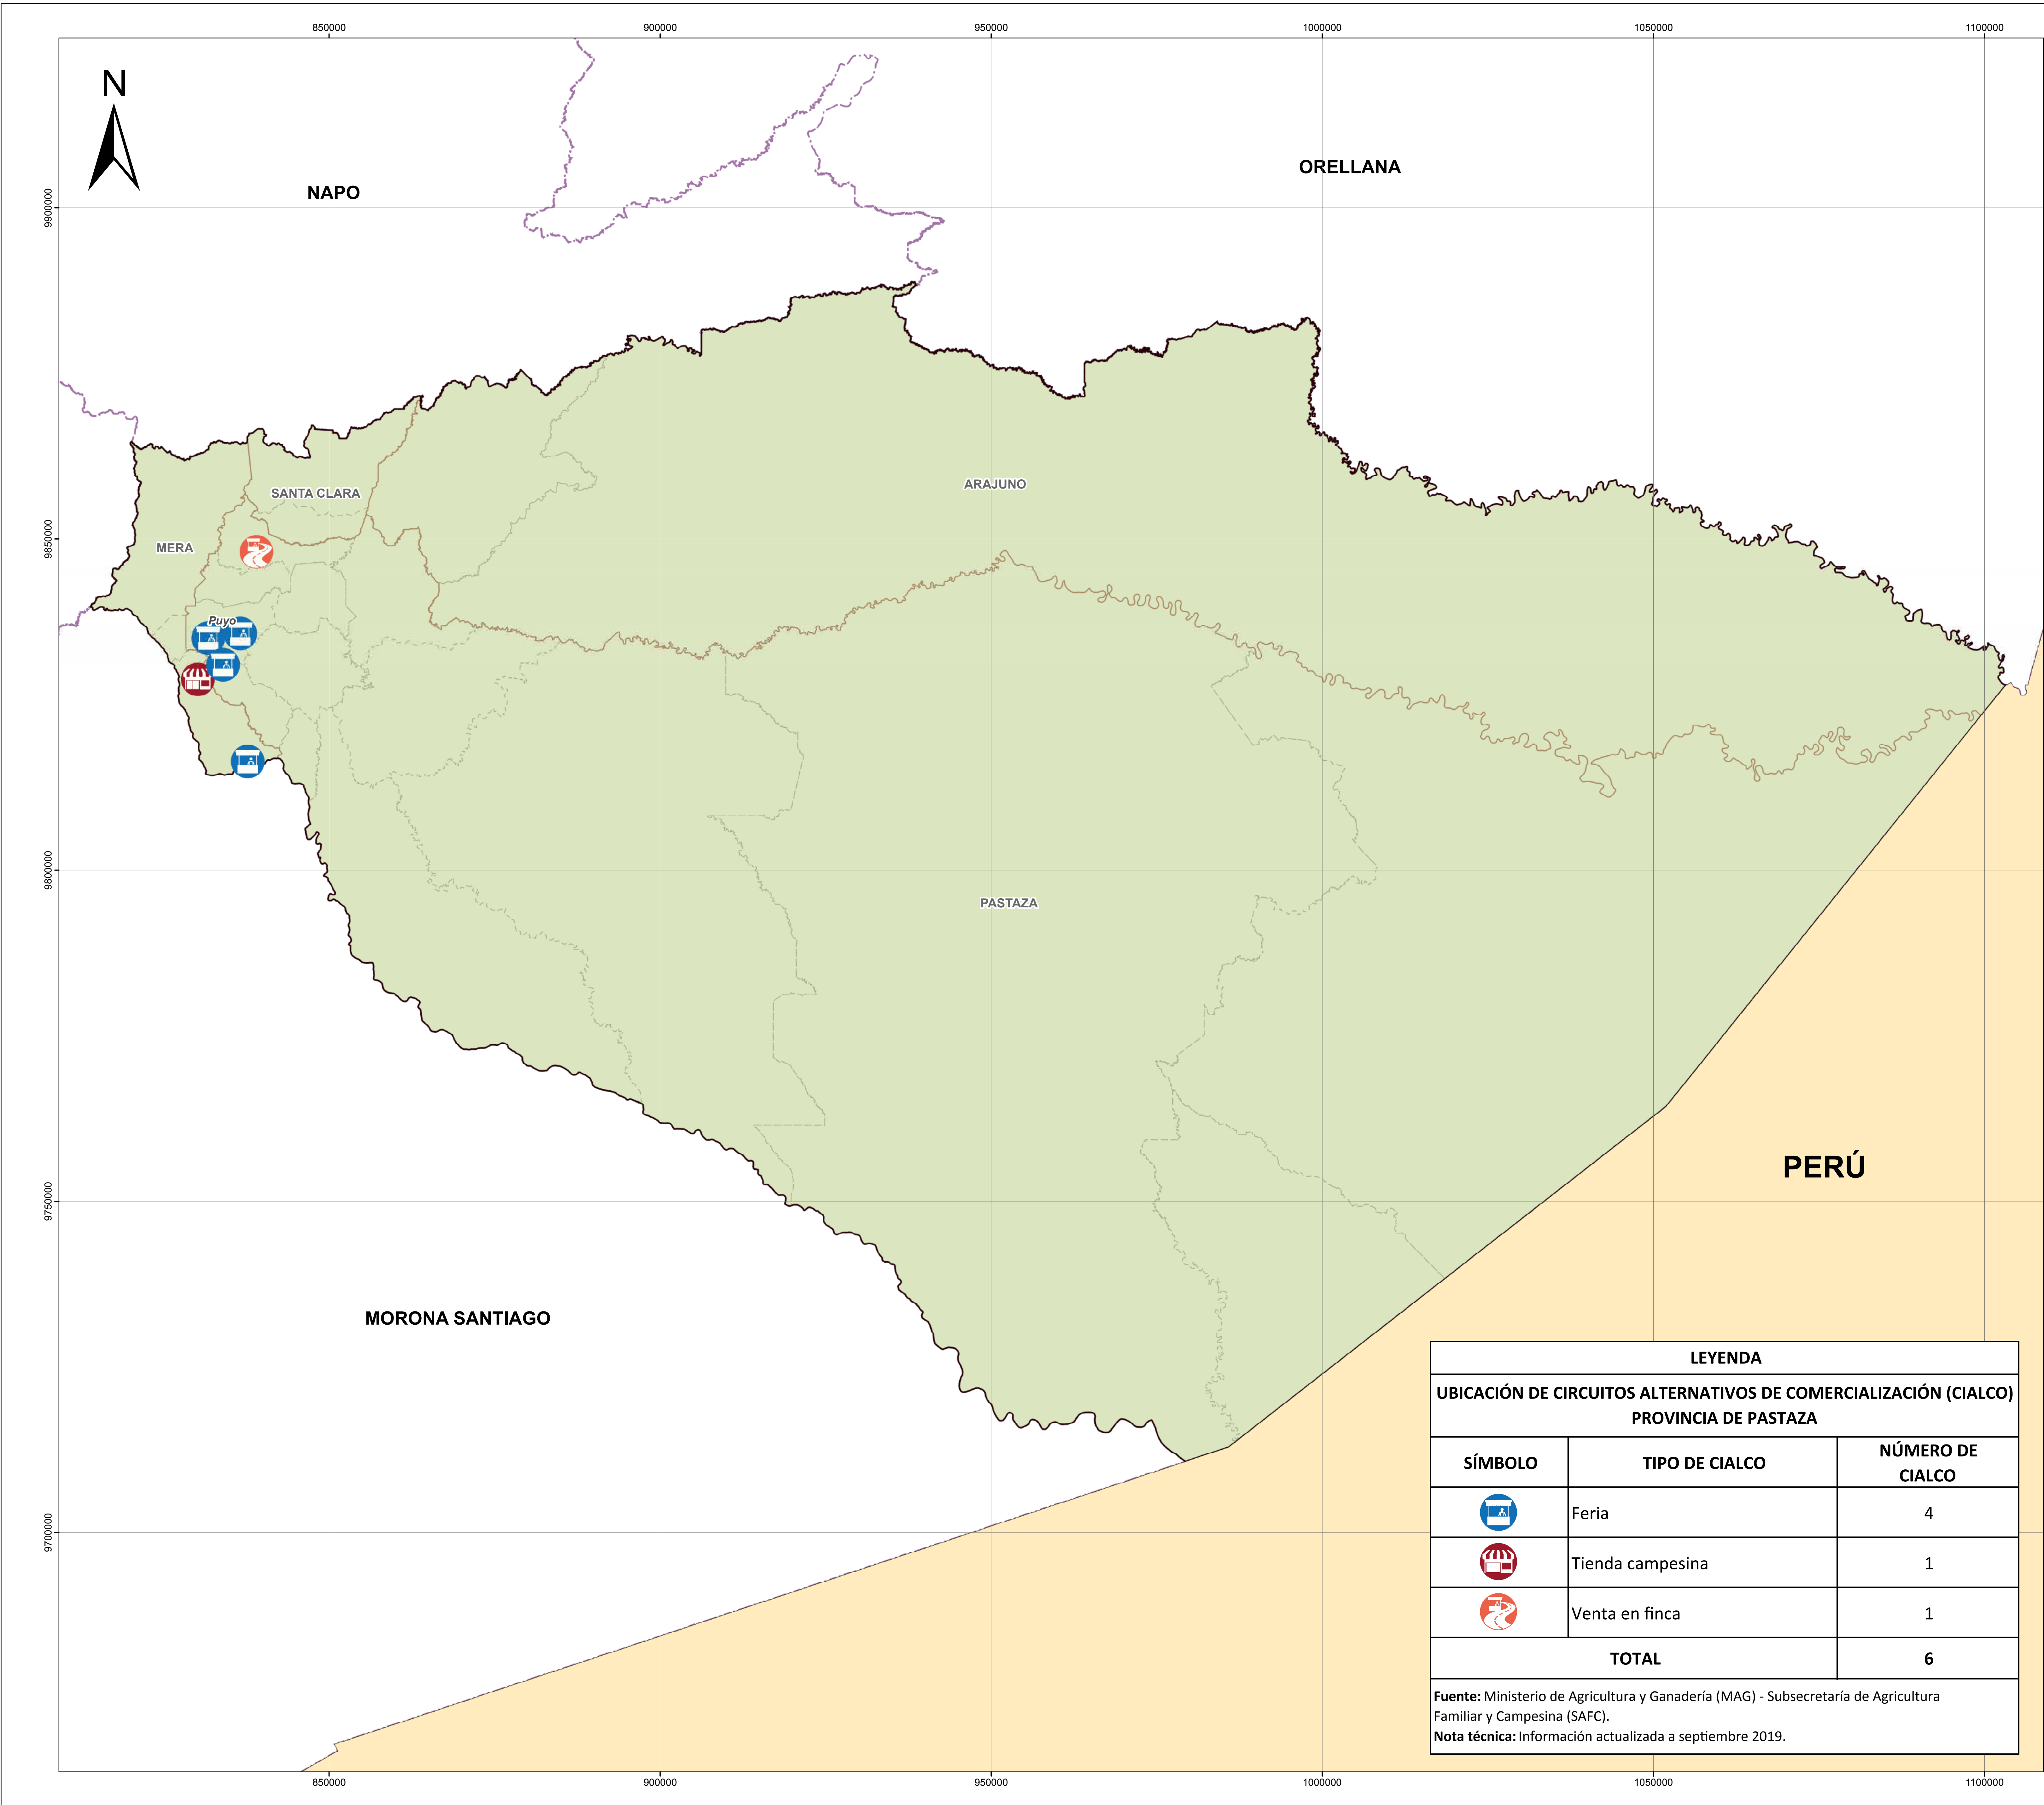 850000 900000 950000 1000000 1050000 1100000
N
ORELLANA
NAPO
9900000
ARAJUNO
SANTA CLARA
9850000
MERA
Puyo
9800000
PASTAZA
PERÚ
9750000
MORONA SANTIAGO
9700000
LEYENDA
UBICACIÓN DE CIRCUITOS ALTERNATIVOS DE COMERCIALIZACIÓN (CIALCO)
PROVINCIA DE PASTAZA
SÍMBOLO TIPO DE CIALCO NÚMERO DE
CIALCO
Feria 4
Tienda campesina 1
Venta en finca 1
TOTAL 6
Fuente: Ministerio de Agricultura y Ganadería (MAG) - Subsecretaría de Agricultura
Familiar y Campesina (SAFC).
Nota técnica: Información actualizada a septiembre 2019.
850000 900000 950000 1000000 1050000 1100000